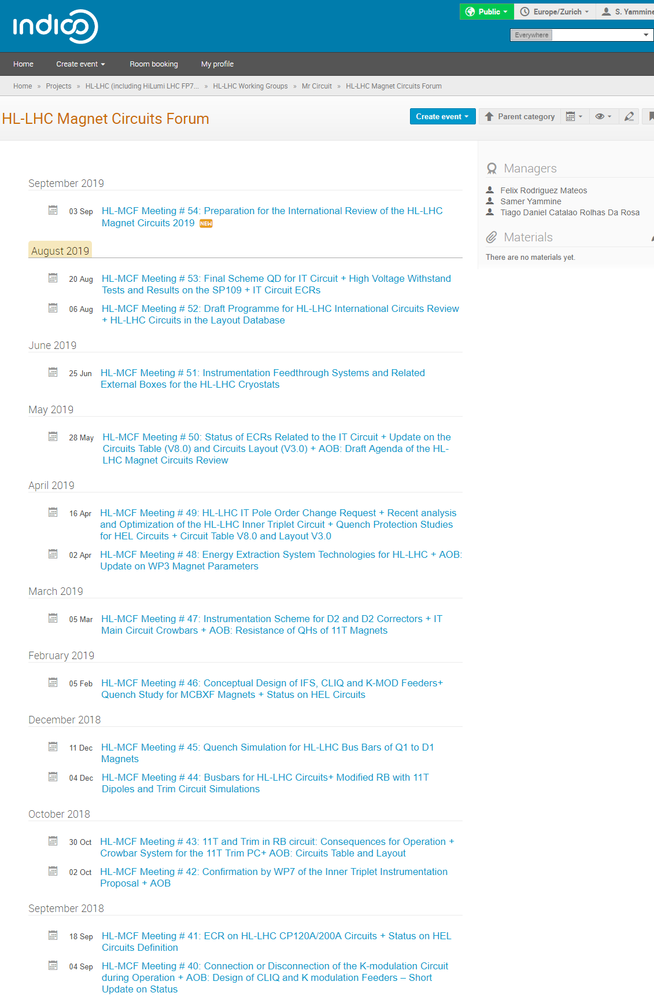 indico
Public
Europe/Zurich
S. Yammine
Everywhere
Home
Create event
Room booking
My profile
Home » Projects » HL-LHC (including HiLumi LHC FP7... » HL-LHC Working Groups » Mr Circuit » HL-LHC Magnet Circuits Forum
HL-LHC Magnet Circuits Forum
Create event
Parent category
Managers
Felix Rodriguez Mateos
Samer Yammine
Tiago Daniel Catalao Rolhas Da Rosa
Materials
There are no materials yet.
September 2019
03 Sep HL-MCF Meeting # 54: Preparation for the International Review of the HL-LHC
Magnet Circuits 2019 NEW
August 2019
20 Aug HL-MCF Meeting # 53: Final Scheme QD for IT Circuit + High Voltage Withstand
Tests and Results on the SP109 + IT Circuit ECRs
06 Aug HL-MCF Meeting # 52: Draft Programme for HL-LHC International Circuits Review
+ HL-LHC Circuits in the Layout Database
June 2019
25 Jun HL-MCF Meeting # 51: Instrumentation Feedthrough Systems and Related
External Boxes for the HL-LHC Cryostats
May 2019
28 May HL-MCF Meeting # 50: Status of ECRs Related to the IT Circuit + Update on the
Circuits Table (V8.0) and Circuits Layout (V3.0) + AOB: Draft Agenda of the HL-
LHC Magnet Circuits Review
April 2019
16 Apr HL-MCF Meeting # 49: HL-LHC IT Pole Order Change Request + Recent analysis
and Optimization of the HL-LHC Inner Triplet Circuit + Quench Protection Studies
for HEL Circuits + Circuit Table V8.0 and Layout V3.0
02 Apr HL-MCF Meeting # 48: Energy Extraction System Technologies for HL-LHC + AOB:
Update on WP3 Magnet Parameters
March 2019
05 Mar HL-MCF Meeting # 47: Instrumentation Scheme for D2 and D2 Correctors + IT
Main Circuit Crowbars + AOB: Resistance of QHs of 11T Magnets
February 2019
05 Feb HL-MCF Meeting # 46: Conceptual Design of IFS, CLIQ and K-MOD Feeders+
Quench Study for MCBXF Magnets + Status on HEL Circuits
December 2018
11 Dec HL-MCF Meeting # 45: Quench Simulation for HL-LHC Bus Bars of Q1 to D1
Magnets
04 Dec HL-MCF Meeting # 44: Busbars for HL-LHC Circuits+ Modified RB with 11T
Dipoles and Trim Circuit Simulations
October 2018
30 Oct HL-MCF Meeting # 43: 11T and Trim in RB circuit: Consequences for Operation +
Crowbar System for the 11T Trim PC+ AOB: Circuits Table and Layout
02 Oct HL-MCF Meeting # 42: Confirmation by WP7 of the Inner Triplet Instrumentation
Proposal + AOB
September 2018
18 Sep HL-MCF Meeting # 41: ECR on HL-LHC CP120A/200A Circuits + Status on HEL
Circuits Definition
04 Sep HL-MCF Meeting # 40: Connection or Disconnection of the K-modulation Circuit
during Operation + AOB: Design of CLIQ and K modulation Feeders – Short
Update on Status